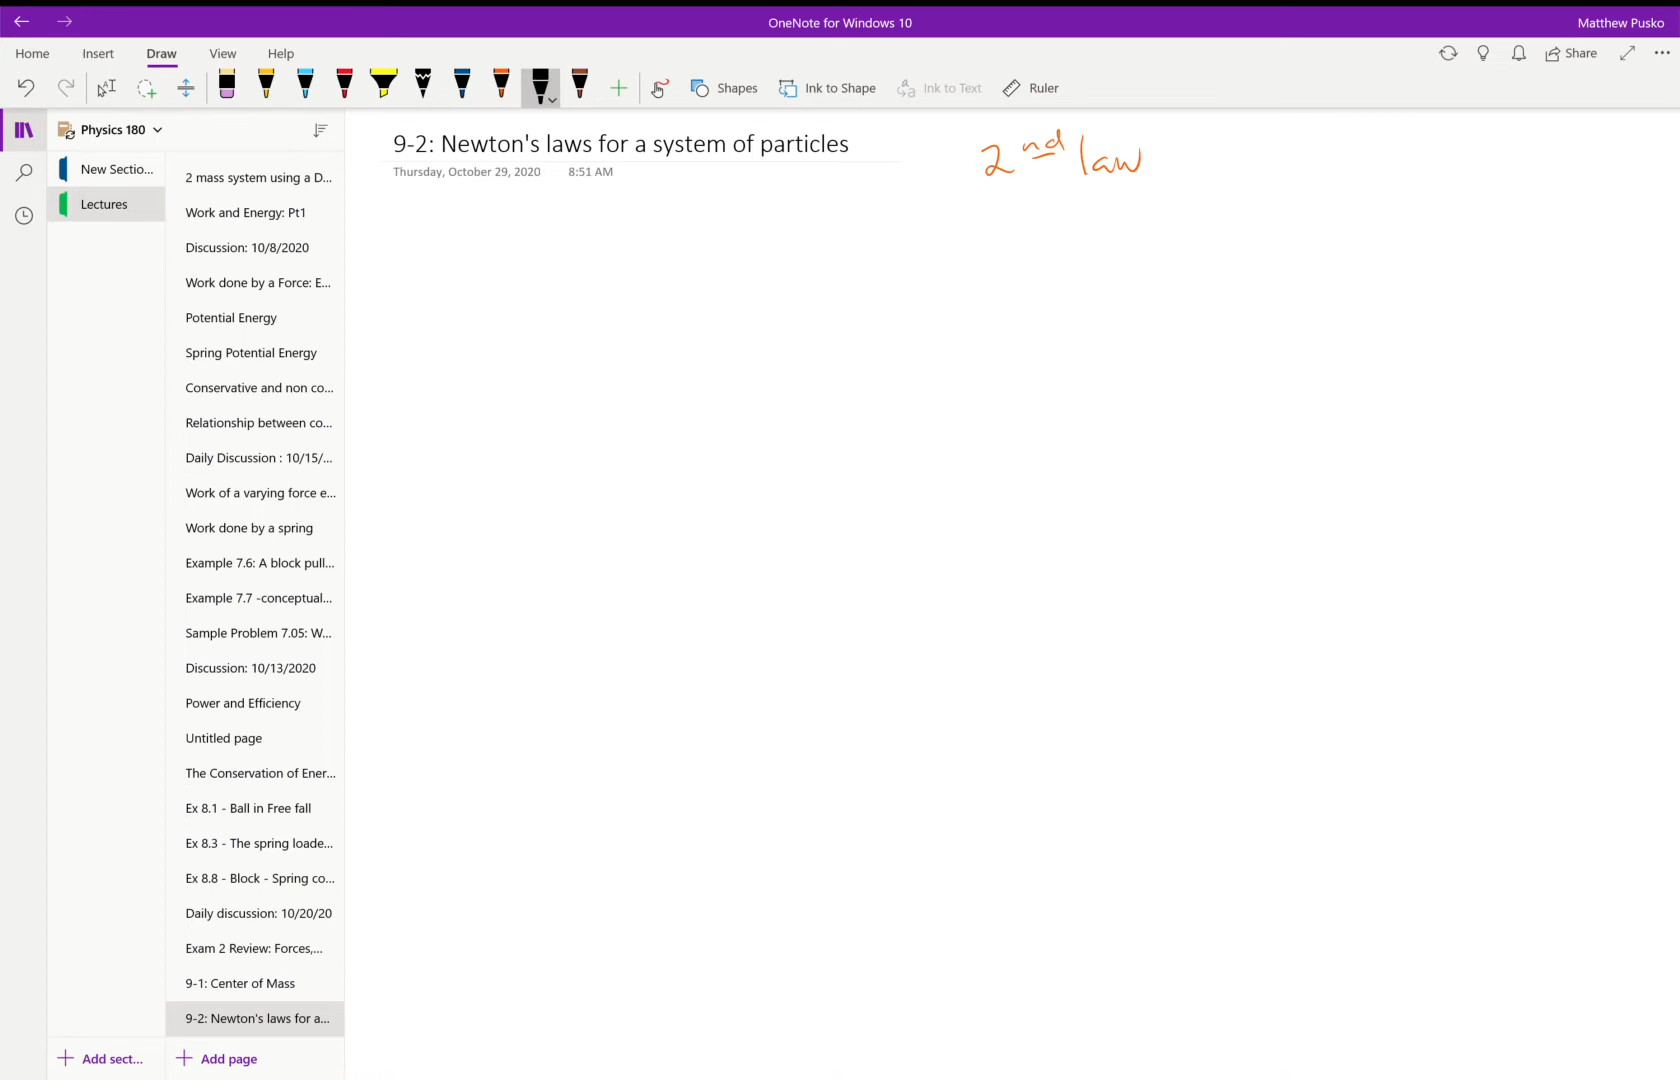 OneNote for Windows 10
Matthew Pusko
Home Insert Draw View Help
Share
Shapes Ink to Shape Ink to Text Ruler
Physics 180
New Sectio...
Lectures
2 mass system using a D...
Work and Energy: Pt1
Discussion: 10/8/2020
Work done by a Force: E...
Potential Energy
Spring Potential Energy
Conservative and non co...
Relationship between co...
Daily Discussion : 10/15/...
Work of a varying force e...
Work done by a spring
Example 7.6: A block pull...
Example 7.7 -conceptual...
Sample Problem 7.05: W...
Discussion: 10/13/2020
Power and Efficiency
Untitled page
The Conservation of Ener...
Ex 8.1 - Ball in Free fall
Ex 8.3 - The spring loade...
Ex 8.8 - Block - Spring co...
Daily discussion: 10/20/20
Exam 2 Review: Forces,...
9-1: Center of Mass
9-2: Newton's laws for a...
Add sect...
Add page
9-2: Newton's laws for a system of particles
Thursday, October 29, 2020 8:51 AM
2nd law